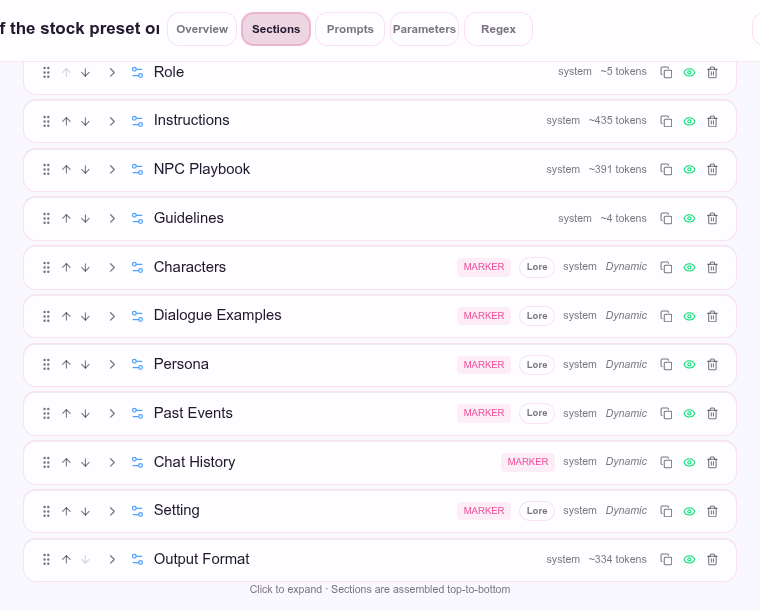 f the stock preset or
Overview
Sections
Prompts
Parameters
Regex
Role system ~5 tokens
Instructions system ~435 tokens
NPC Playbook system ~391 tokens
Guidelines system ~4 tokens
Characters MARKER Lore system Dynamic
Dialogue Examples MARKER Lore system Dynamic
Persona MARKER Lore system Dynamic
Past Events MARKER Lore system Dynamic
Chat History MARKER system Dynamic
Setting MARKER Lore system Dynamic
Output Format system ~334 tokens
Click to expand · Sections are assembled top-to-bottom